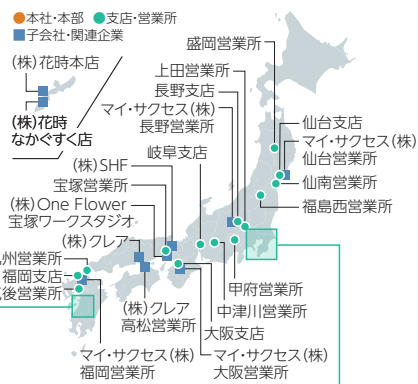 ●本社・本部 ●支店・営業所
■子会社・関連企業
(株)花時本店
(株)花時
なかぐすく店
盛岡営業所
上田営業所
長野支店
マイ・サクセス(株)
長野営業所
岐阜支店
(株)SHF
宝塚営業所
(株)One Flower
宝塚ワークスタジオ
(株)クレア
州営業所
福岡支店
後営業所
仙台支店
マイ・サクセス(株)
仙台営業所
仙南営業所
福島西営業所
甲府営業所
中津川営業所
大阪支店
(株)クレア
高松営業所
マイ・サクセス(株)
福岡営業所
マイ・サクセス(株)
大阪営業所